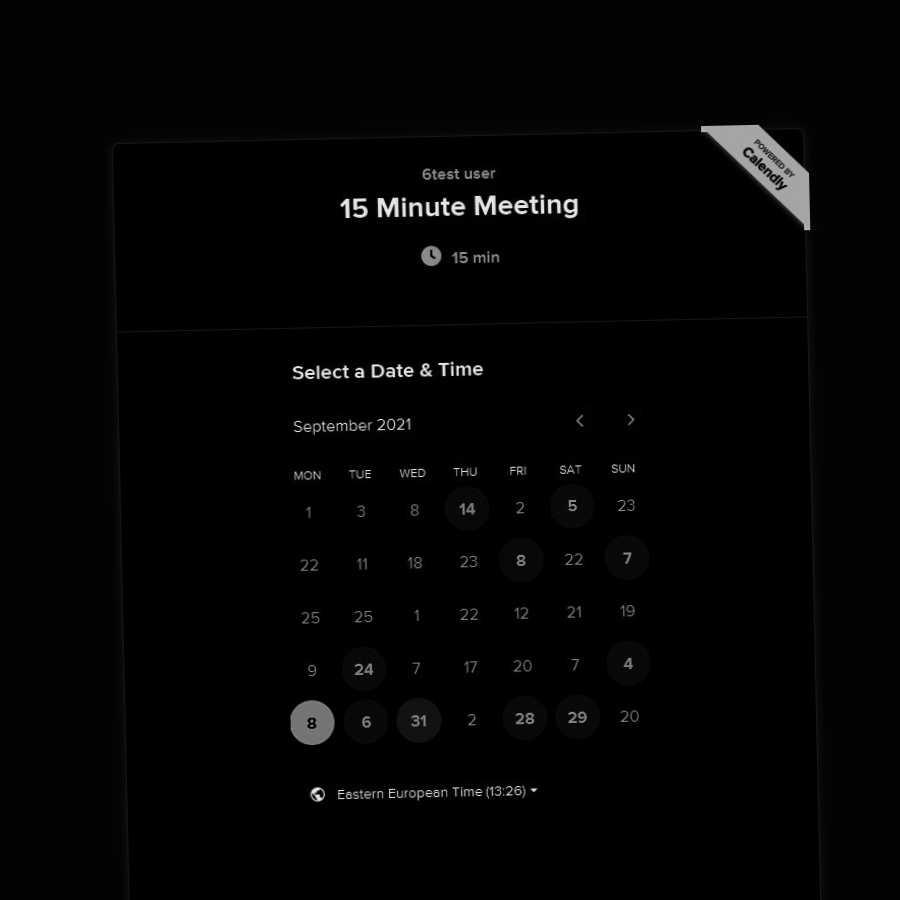 POWERED BY
Calendly
6test user
15 Minute Meeting
15 min
Select a Date & Time
September 2021
MON TUE WED THU FRI SAT SUN
1 3 8 14 2 5 23
22 11 18 23 8 22 7
25 25 1 22 12 21 19
9 24 7 17 20 7 4
8 6 31 2 28 29 20
Eastern European Time (13:26)